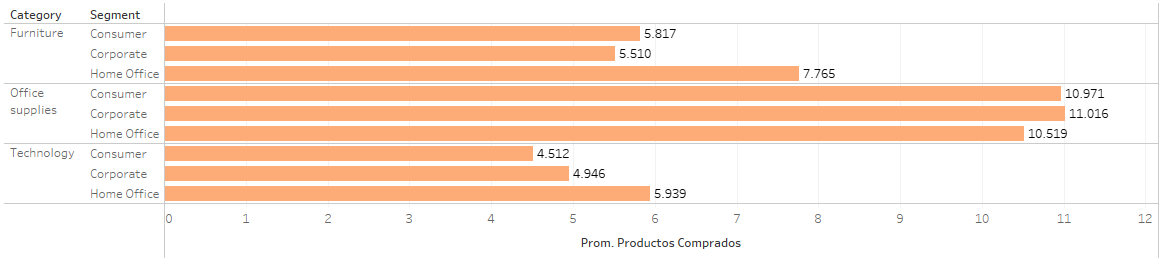 Category Segment
Furniture Consumer 5.817
Corporate 5.510
Home Office 7.765
Office supplies Consumer 10.971
Corporate 11.016
Home Office 10.519
Technology Consumer 4.512
Corporate 4.946
Home Office 5.939
0 1 2 3 4 5 6 7 8 9 10 11 12
Prom. Productos Comprados